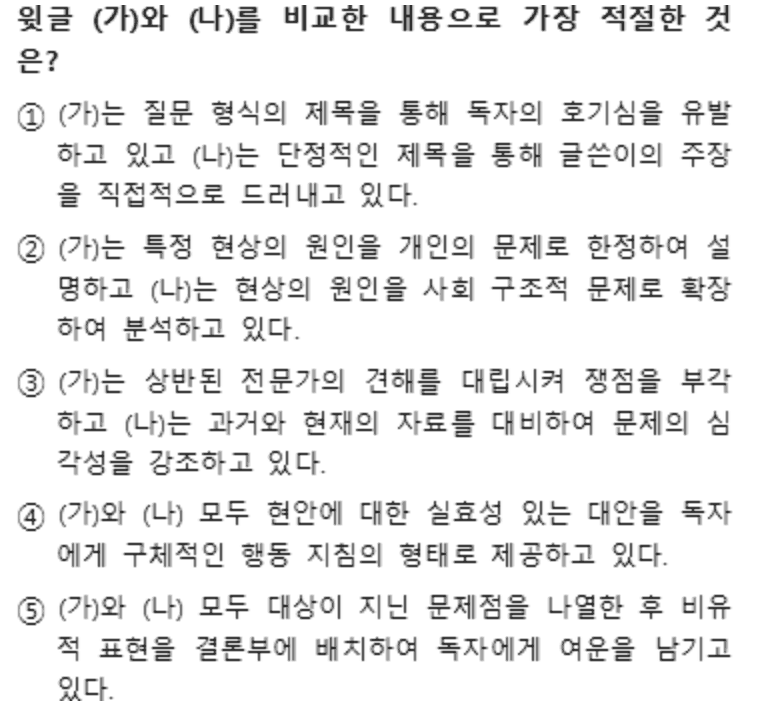 윗글 (가)와 (나)를 비교한 내용으로 가장 적절한 것
은?
① (가)는 질문 형식의 제목을 통해 독자의 호기심을 유발
하고 있고 (나)는 단정적인 제목을 통해 글쓴이의 주장
을 직접적으로 드러내고 있다.
② (가)는 특정 현상의 원인을 개인의 문제로 한정하여 설
명하고 (나)는 현상의 원인을 사회 구조적 문제로 확장
하여 분석하고 있다.
③ (가)는 상반된 전문가의 견해를 대립시켜 쟁점을 부각
하고 (나)는 과거와 현재의 자료를 대비하여 문제의 심
각성을 강조하고 있다.
④ (가)와 (나) 모두 현안에 대한 실효성 있는 대안을 독자
에게 구체적인 행동 지침의 형태로 제공하고 있다.
⑤ (가)와 (나) 모두 대상이 지닌 문제점을 나열한 후 비유
적 표현을 결론부에 배치하여 독자에게 여운을 남기고
있다.